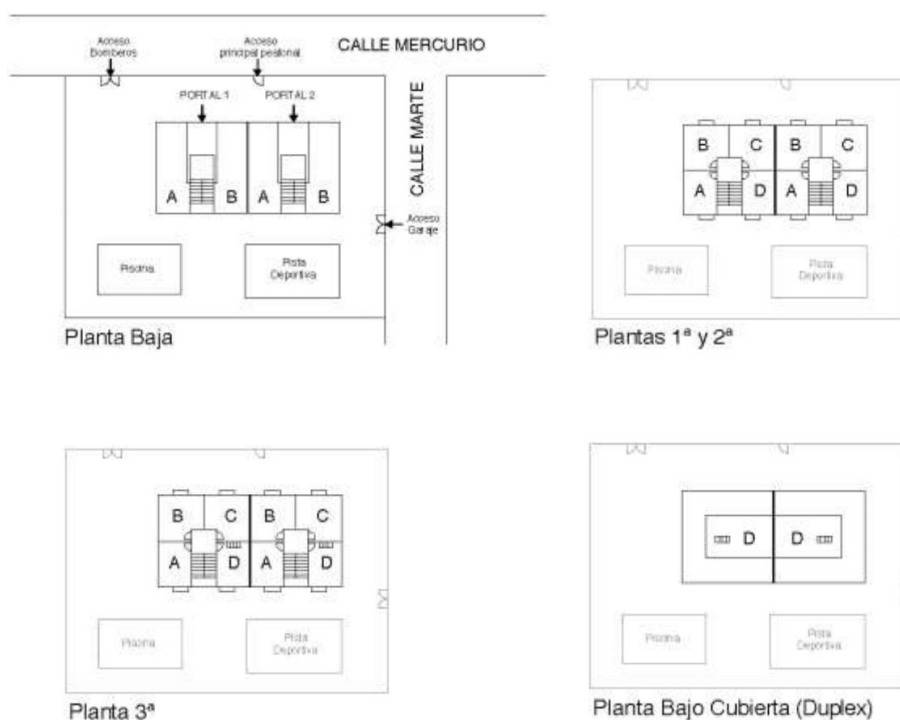 Acceso
Bomberos
Acceso
principal peatonal
CALLE MERCURIO
PORTAL 1
PORTAL 2
CALLE MARTE
A
B
A
B
Acceso
Garaje
Piscina
Pista
Deportiva
Planta Baja
B
C
B
C
A
D
A
D
Piscina
Pista
Deportiva
Plantas 1ª y 2ª
B
C
B
C
A
D
A
D
Piscina
Pista
Deportiva
Planta 3ª
D
D
Piscina
Pista
Deportiva
Planta Bajo Cubierta (Duplex)